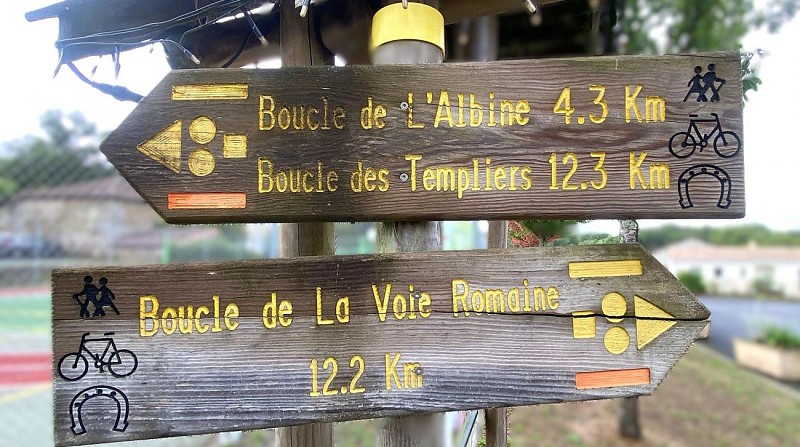 Boucle de L'Albine 4.3 Km
Boucle des Templiers 12.3 Km
Boucle de La Voie Romaine
12.2 Km